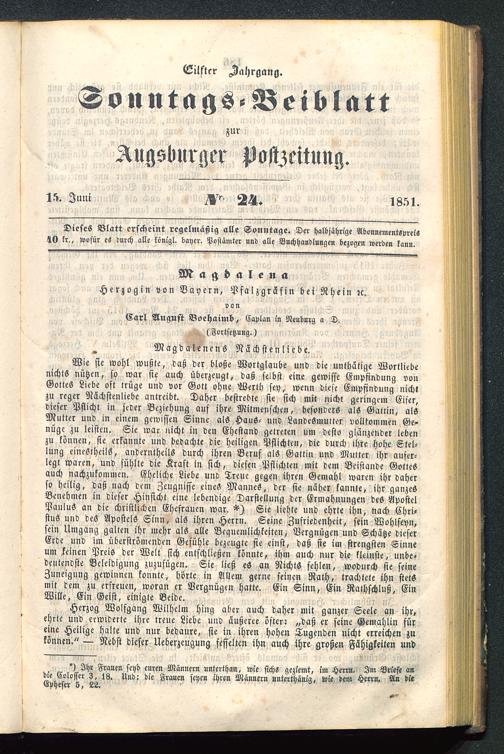 Eilfter Jahrgang.
Sonntags-Beiblatt
zur
Augsburger Postzeitung.
15. Juni
№ 24.
1851.
Dieses Blatt erscheint regelmäßig alle Sonntage. Der halbjährige Abonnementspreis
40 kr., wofür es durch alle königl. bayer. Postämter und alle Buchhandlungen bezogen werden kann.
Magdalena
Herzogin von Bayern, Pfalzgräfin bei Rhein ꝛc.
von
Carl August Boehaimb, Caplan in Neuburg a. D.
(Fortsetzung.)
Magdalenens Nächstenliebe.
Wie sie wohl wußte, daß der bloße Wortglaube und die unthätige Wortliebe
nichts nützen, so war sie auch überzeugt, daß selbst eine gewisse Empfindung von
Gottes Liebe oft trüge und vor Gott ohne Werth sey, wenn diese Empfindung nicht
zu reger Nächstenliebe antreibt. Daher bestrebte sie sich mit nicht geringem Eifer,
dieser Pflicht in jeder Beziehung auf ihre Mitmenschen, besonders als Gattin, als
Mutter und in einem gewissen Sinne als Haus- und Landesmutter vollkommen Ge-
nüge zu leisten. Sie war nicht in den Ehestand getreten um desto glänzender leben
zu können, sie erkannte und bedachte die heiligen Pflichten, die durch ihre hohe Stel-
lung einestheils, anderntheils durch ihren Beruf als Gattin und Mutter ihr aufer-
legt waren, und fühlte die Kraft in sich, diesen Pflichten mit dem Beistande Gottes
auch nachzukommen. Eheliche Liebe und Treue gegen ihren Gemahl waren ihr daher
so heilig, daß nach dem Zeugnisse eines Mannes, der sie näher kannte, ihr ganzes
Benehmen in dieser Hinsicht eine lebendige Darstellung der Ermahnungen des Apostel
Paulus an die christlichen Ehefrauen war. *) Sie liebte und ehrte ihn, nach Chri-
stus und des Apostels Sinn, als ihren Herrn. Seine Zufriedenheit, sein Wohlseyn,
sein Umgang galten ihr mehr als alle Bequemlichkeiten, Vergnügen und Schätze dieser
Erde und im überströmenden Gefühle bezeugte sie einst, daß sie im strengsten Sinne
um keinen Preis der Welt sich entschließen könnte, ihm auch nur die kleinste, unbe-
deutendste Beleidigung zuzufügen. Sie ließ es an Nichts fehlen, wodurch sie seine
Zuneigung gewinnen konnte, hörte in Allem gerne seinen Rath, trachtete ihn stets
mit dem zu erfreuen, woran er Vergnügen hatte. Ein Sinn, Ein Rathschluß, Ein
Wille, Ein Geist, einigte Beide.
Herzog Wolfgang Wilhelm hing aber auch daher mit ganzer Seele an ihr,
ehrte und erwiderte ihre treue Liebe und äußerte öfter: „daß er seine Gemahlin für
eine Heilige halte und nur bedaure, sie in ihren hohen Tugenden nicht erreichen zu
können.“ — Nebst dieser Ueberzeugung fesselten ihn auch ihre großen Fähigkeiten und
*) Ihr Frauen seyd euren Männern unterthan, wie sichs geziemt, im Herrn. Im Briefe an
die Colosser 3, 18. Und: die Frauen seyen ihren Männern unterthänig, wie dem Herrn. An die
Epheser 5, 22.